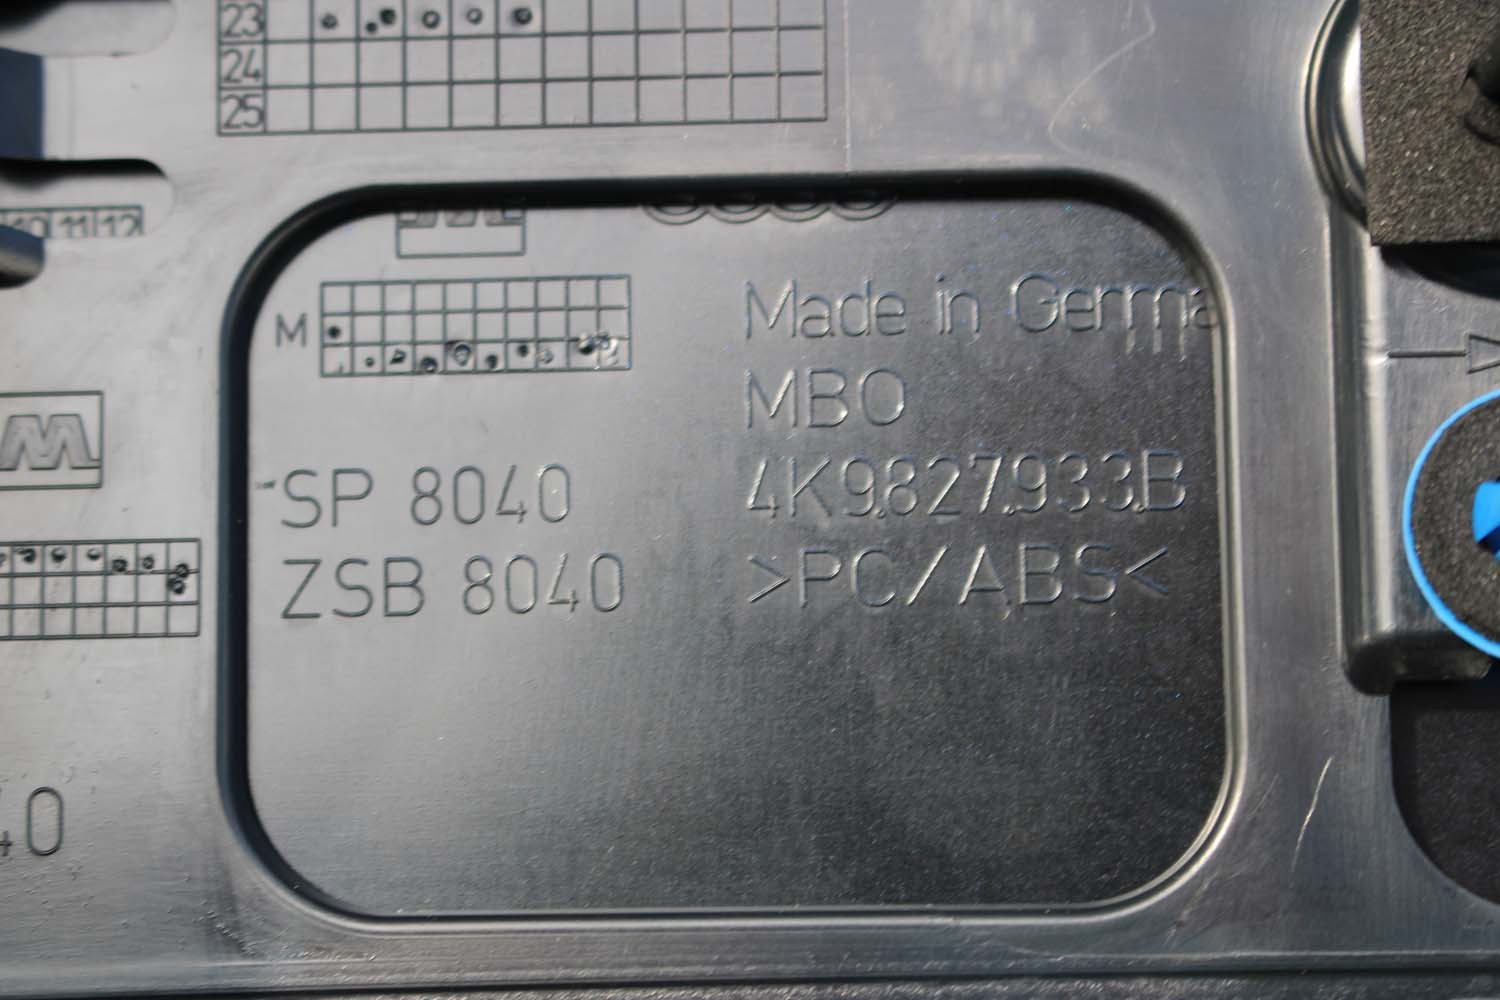 23
24
25
10 11 12
M
Made in Germa
MBO
SP 8040
4K9.827.933.B
ZSB 8040
>PC/ABS<
40